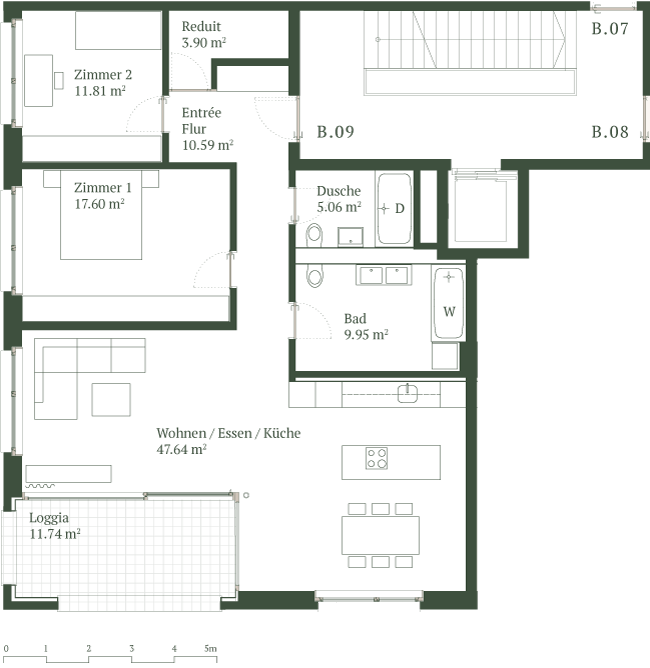 Reduit
3.90 m²
B.07
Zimmer 2
11.81 m²
Entrée
Flur
10.59 m²
B.09
B.08
Zimmer 1
17.60 m²
Dusche
5.06 m²
D
Bad
9.95 m²
W
Wohnen / Essen / Küche
47.64 m²
Loggia
11.74 m²
0 1 2 3 4 5m